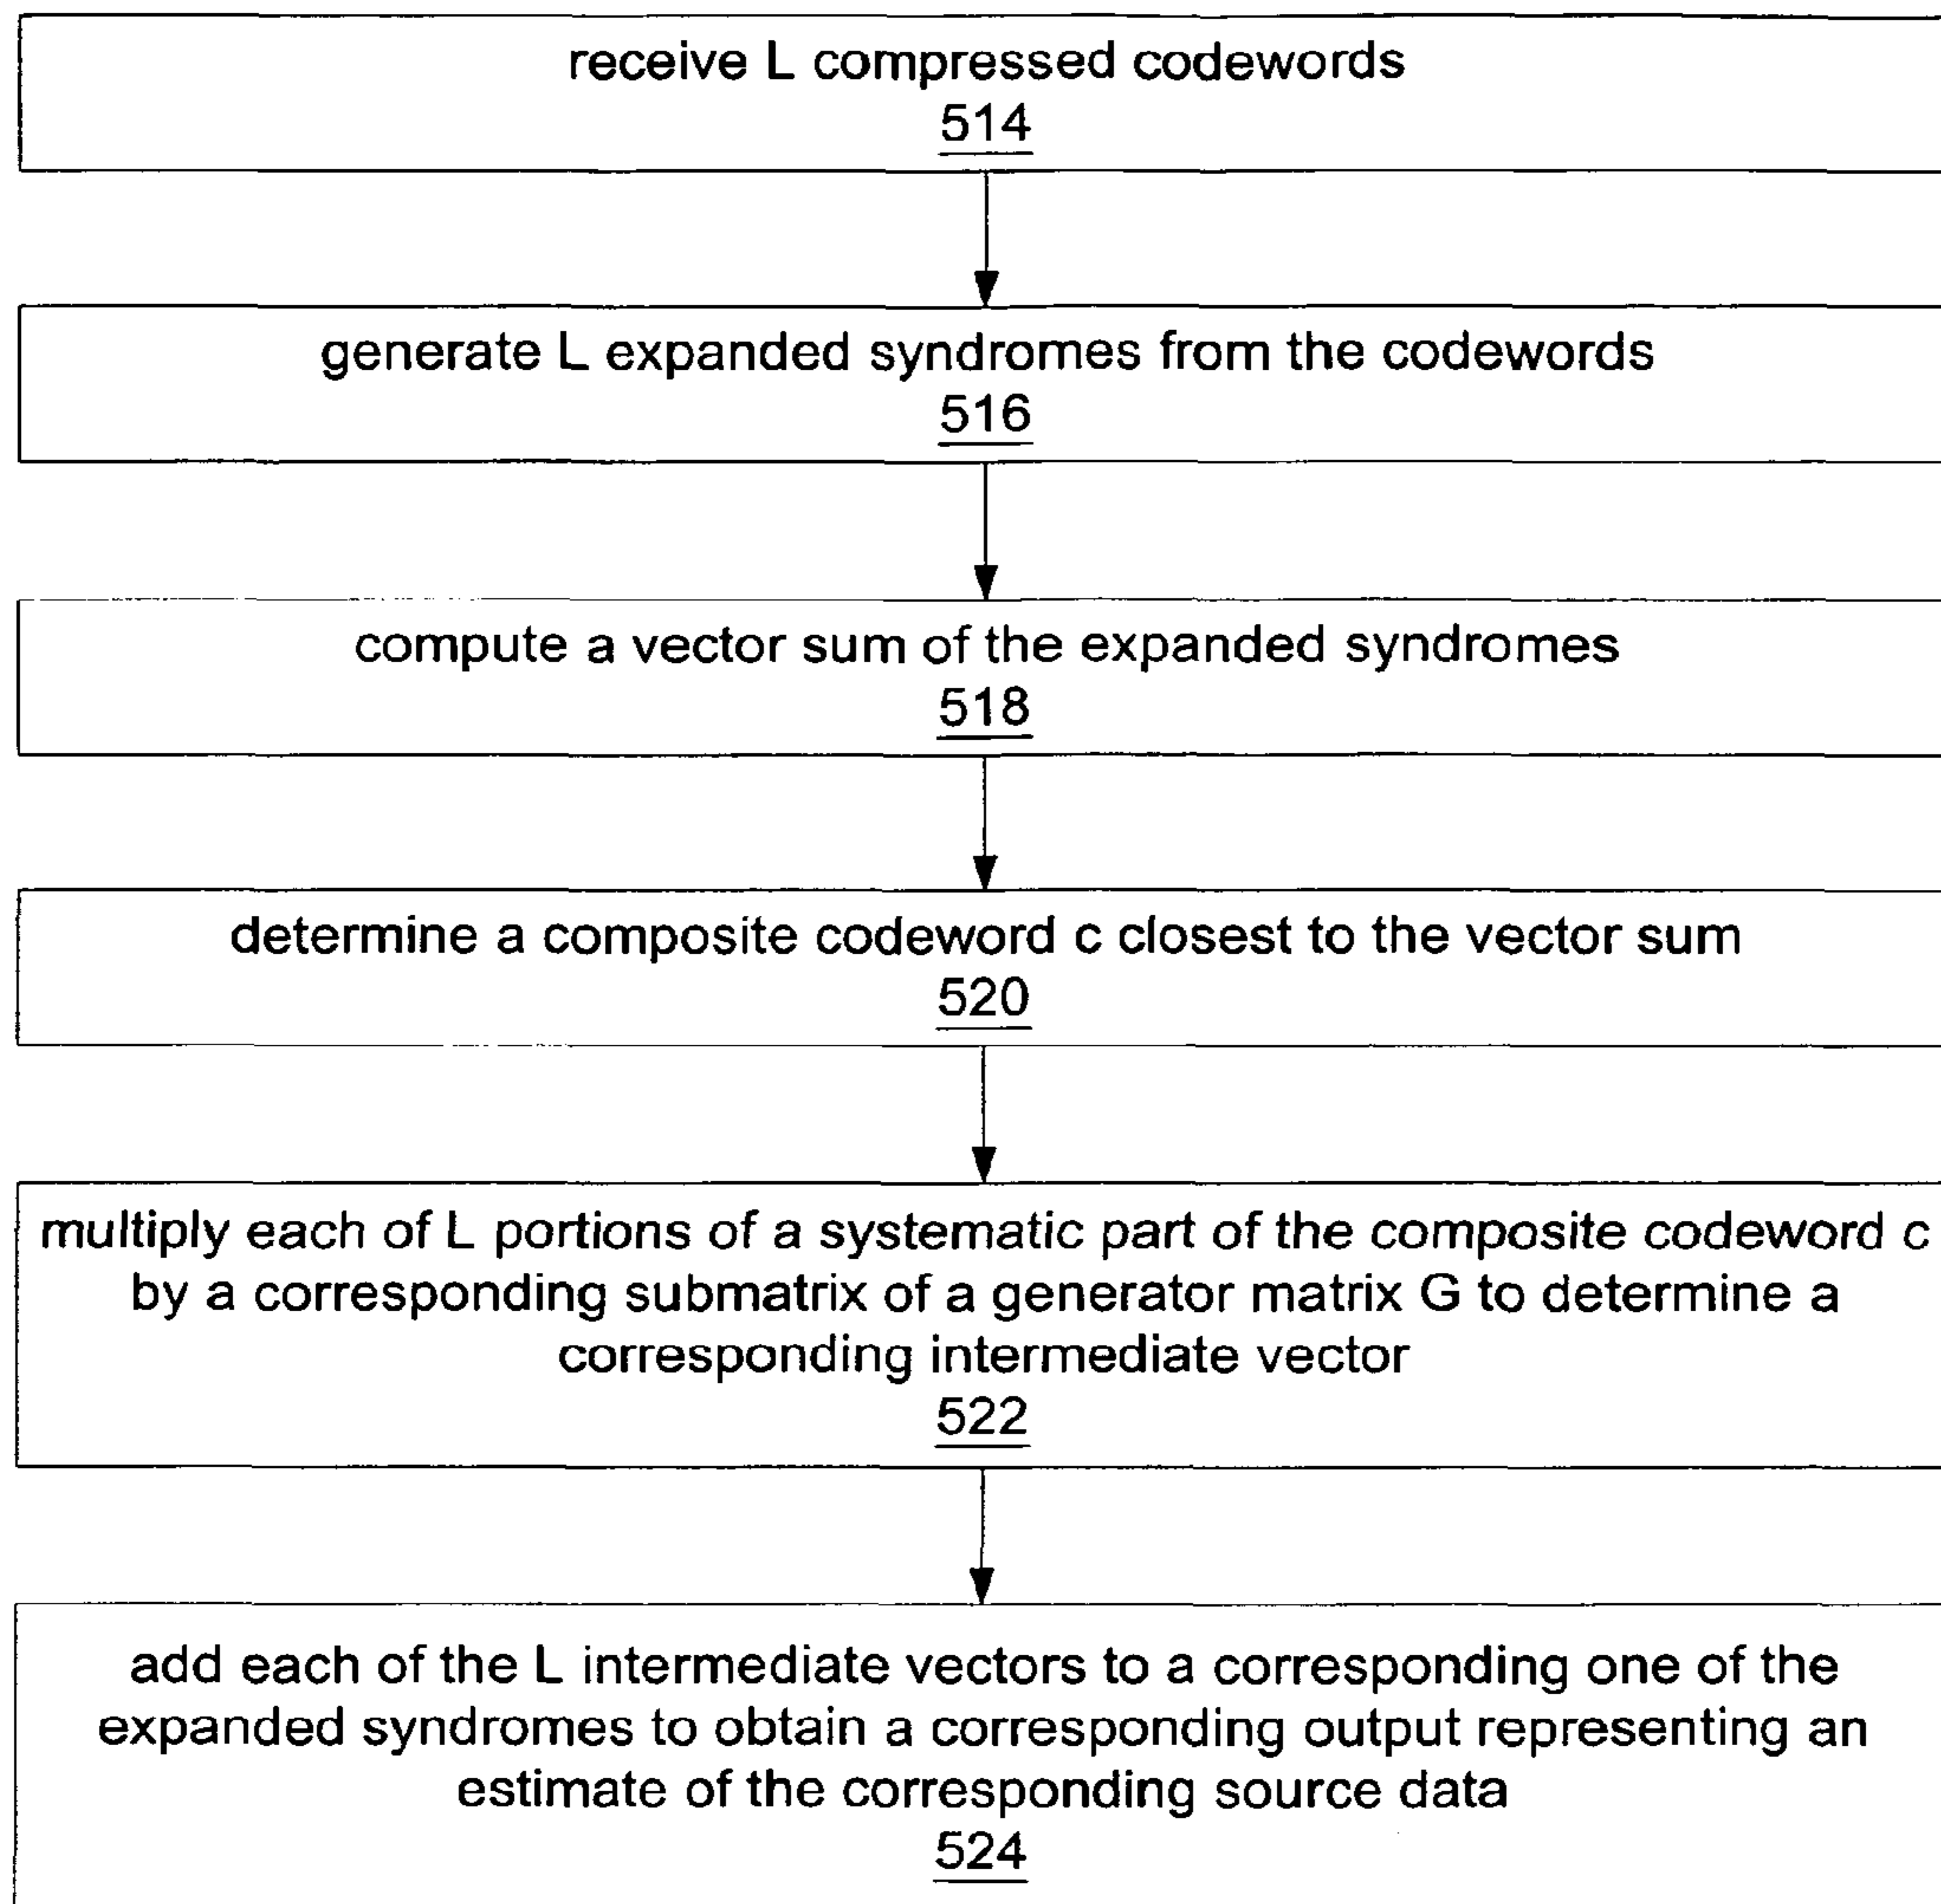 receive L compressed codewords
514
generate L expanded syndromes from the codewords
516
compute a vector sum of the expanded syndromes
518
determine a composite codeword c closest to the vector sum
520
multiply each of L portions of a systematic part of the composite codeword c
by a corresponding submatrix of a generator matrix G to determine a
corresponding intermediate vector
522
add each of the L intermediate vectors to a corresponding one of the
expanded syndromes to obtain a corresponding output representing an
estimate of the corresponding source data
524